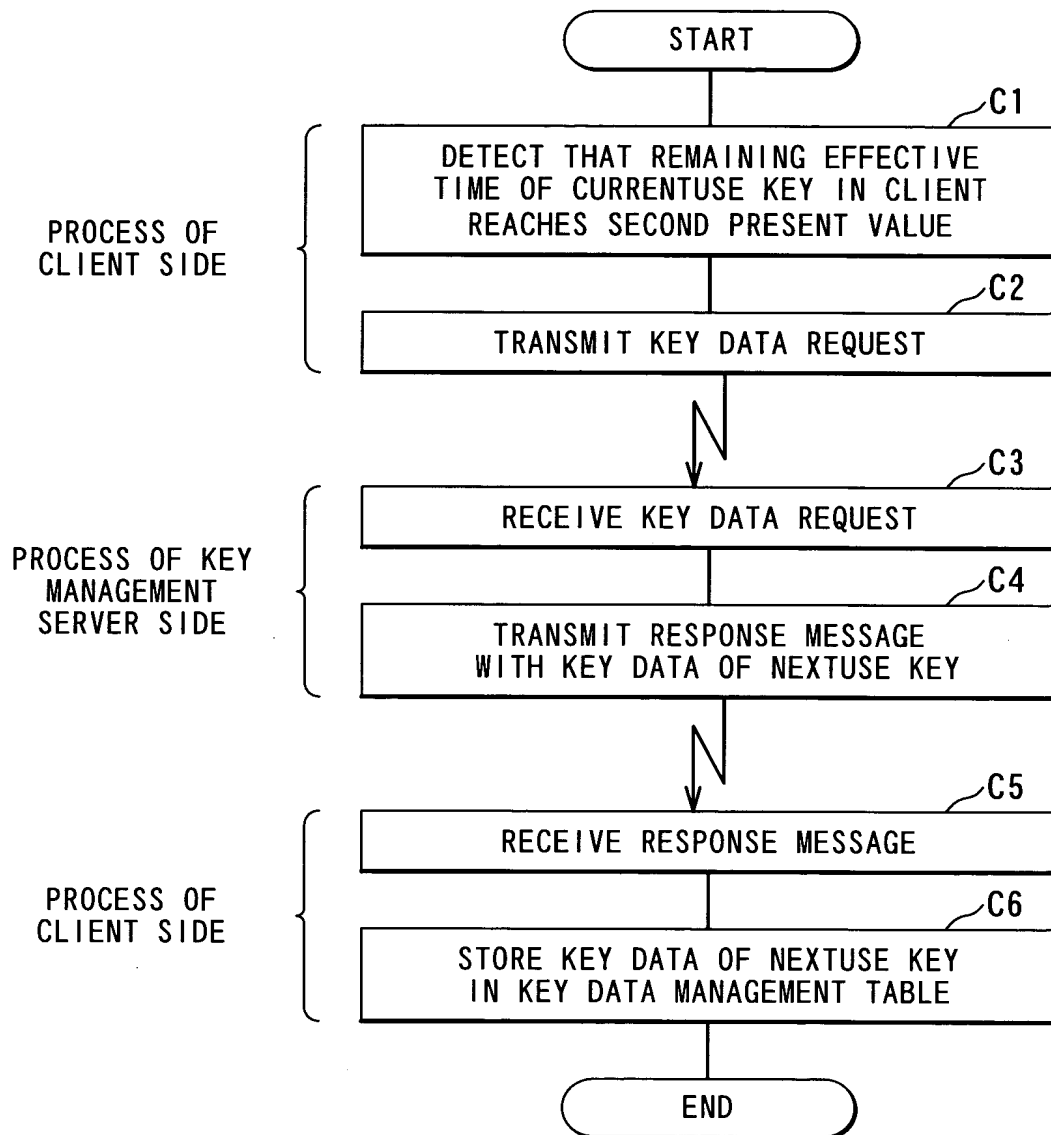 START
C1
DETECT THAT REMAINING EFFECTIVE
TIME OF CURRENTUSE KEY IN CLIENT
REACHES SECOND PRESENT VALUE
PROCESS OF
CLIENT SIDE
C2
TRANSMIT KEY DATA REQUEST
C3
RECEIVE KEY DATA REQUEST
PROCESS OF KEY
MANAGEMENT
SERVER SIDE
C4
TRANSMIT RESPONSE MESSAGE
WITH KEY DATA OF NEXTUSE KEY
C5
RECEIVE RESPONSE MESSAGE
PROCESS OF
CLIENT SIDE
C6
STORE KEY DATA OF NEXTUSE KEY
IN KEY DATA MANAGEMENT TABLE
END